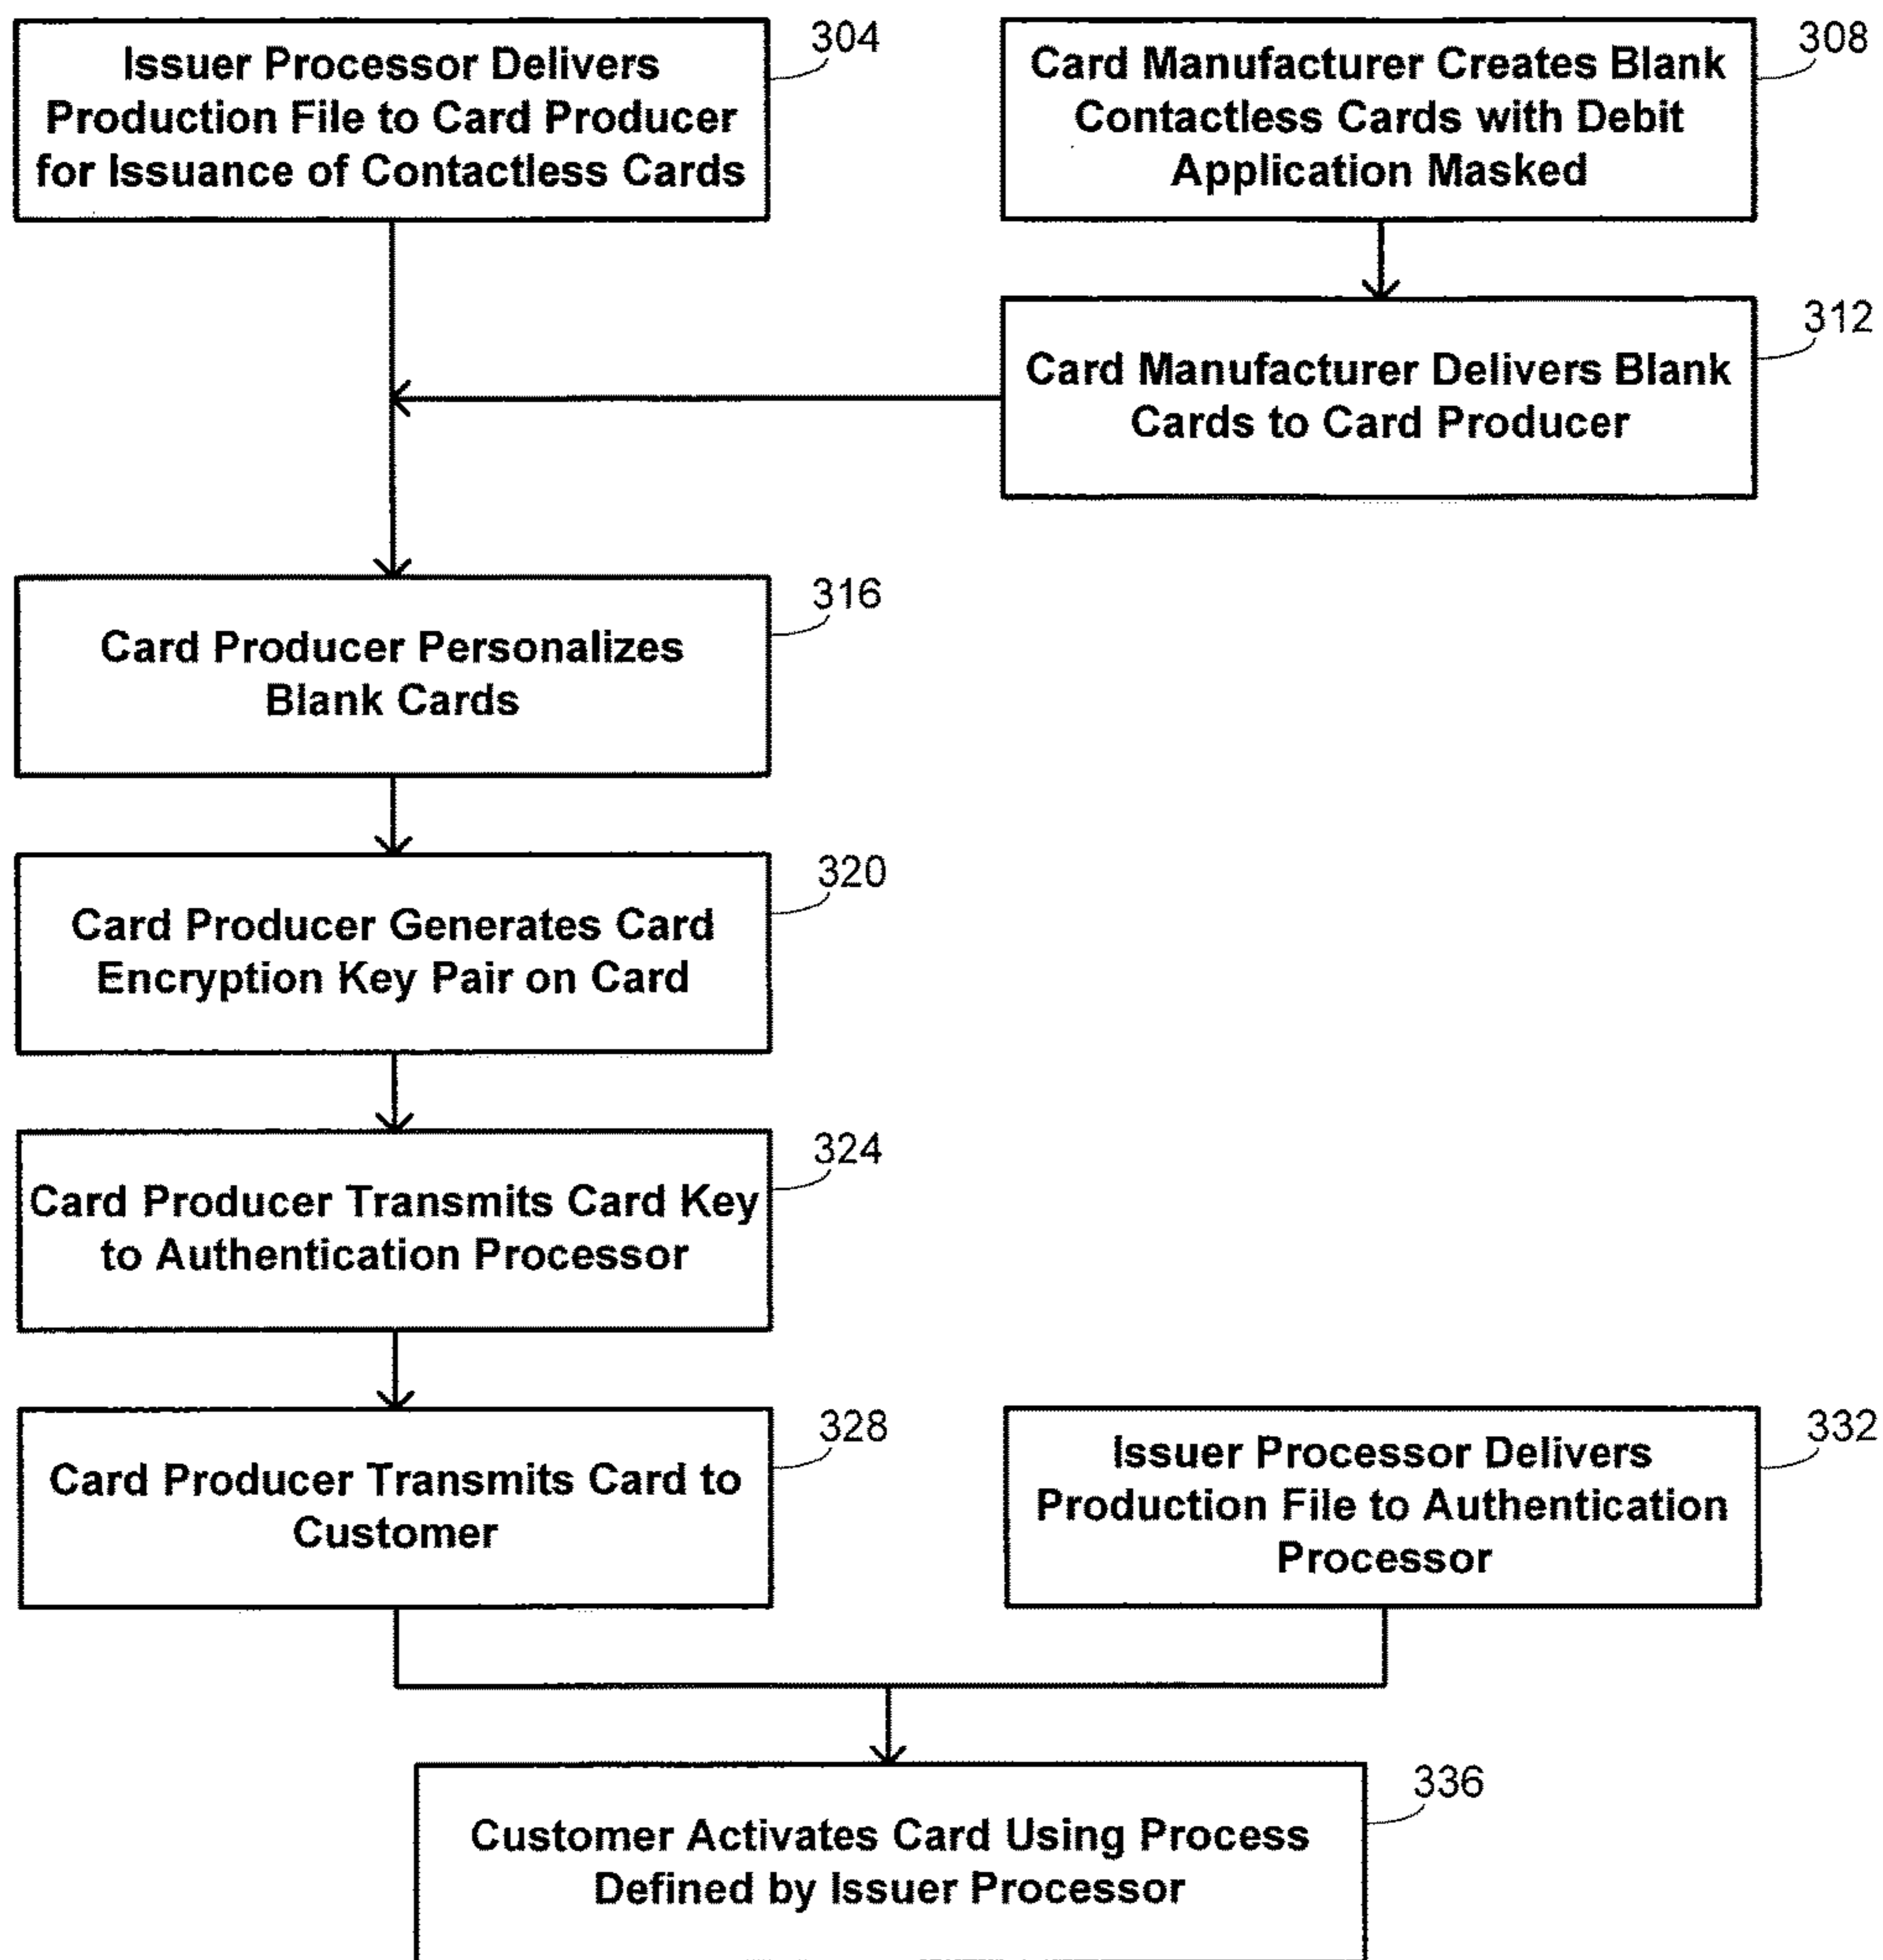 Issuer Processor Delivers
Production File to Card Producer
for Issuance of Contactless Cards
304
Card Manufacturer Creates Blank
Contactless Cards with Debit
Application Masked
308
Card Manufacturer Delivers Blank
Cards to Card Producer
312
Card Producer Personalizes
Blank Cards
316
Card Producer Generates Card
Encryption Key Pair on Card
320
Card Producer Transmits Card Key
to Authentication Processor
324
Card Producer Transmits Card to
Customer
328
Issuer Processor Delivers
Production File to Authentication
Processor
332
Customer Activates Card Using Process
Defined by Issuer Processor
336